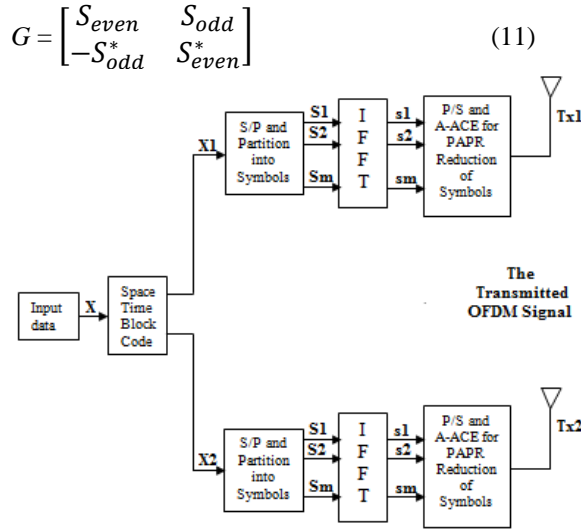 G = [ S_even S_odd
-S*_odd S*_even ] (11)
S/P and
Partition
into
Symbols
X1
S1
S2
Sm
I
F
F
T
s1
s2
sm
P/S and
A-ACE for
PAPR
Reduction
of
Symbols
Tx1
Input
data
X
Space
Time
Block
Code
The
Transmitted
OFDM Signal
X2
S/P and
Partition
into
Symbols
S1
S2
Sm
I
F
F
T
s1
s2
sm
P/S and
A-ACE for
PAPR
Reduction
of
Symbols
Tx2